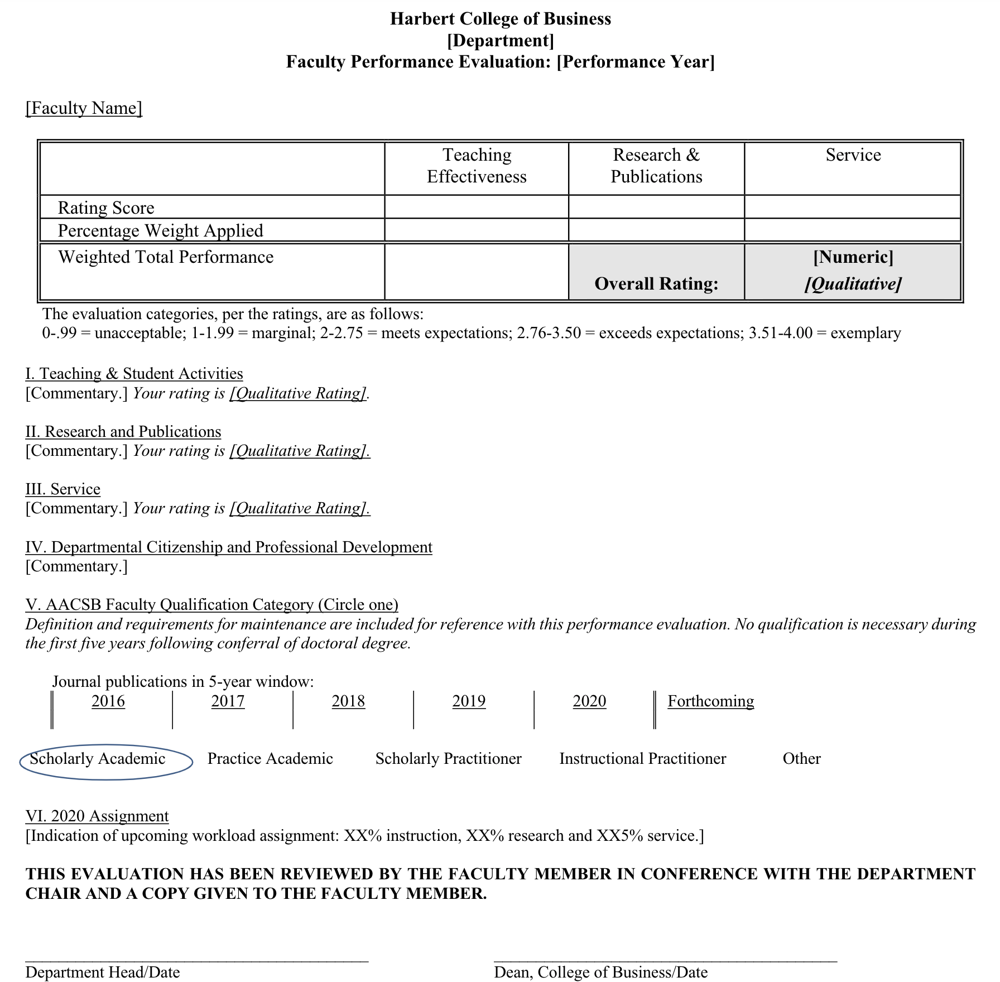 Harbert College of Business
[Department]
Faculty Performance Evaluation: [Performance Year]
[Faculty Name]
Teaching Effectiveness Research & Publications Service
Rating Score
Percentage Weight Applied
Weighted Total Performance Overall Rating: [Numeric] [Qualitative]
The evaluation categories, per the ratings, are as follows:
0-.99 = unacceptable; 1-1.99 = marginal; 2-2.75 = meets expectations; 2.76-3.50 = exceeds expectations; 3.51-4.00 = exemplary
I. Teaching & Student Activities
[Commentary.] Your rating is [Qualitative Rating].
II. Research and Publications
[Commentary.] Your rating is [Qualitative Rating].
III. Service
[Commentary.] Your rating is [Qualitative Rating].
IV. Departmental Citizenship and Professional Development
[Commentary.]
V. AACSB Faculty Qualification Category (Circle one)
Definition and requirements for maintenance are included for reference with this performance evaluation. No qualification is necessary during
the first five years following conferral of doctoral degree.
Journal publications in 5-year window:
2016 2017 2018 2019 2020 Forthcoming
Scholarly Academic Practice Academic Scholarly Practitioner Instructional Practitioner Other
VI. 2020 Assignment
[Indication of upcoming workload assignment: XX% instruction, XX% research and XX5% service.]
THIS EVALUATION HAS BEEN REVIEWED BY THE FACULTY MEMBER IN CONFERENCE WITH THE DEPARTMENT
CHAIR AND A COPY GIVEN TO THE FACULTY MEMBER.
Department Head/Date Dean, College of Business/Date